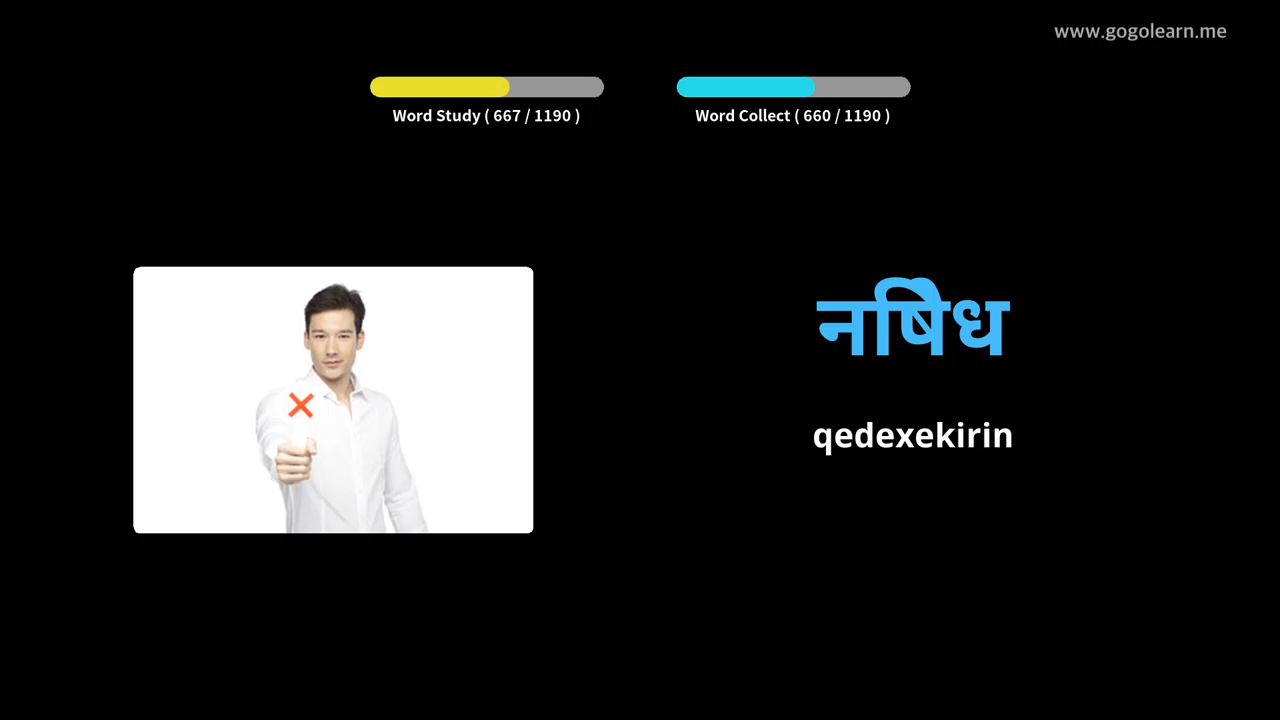 www.gogolearn.me
Word Study ( 667 / 1190 )
Word Collect ( 660 / 1190 )
नषिेध
qedexekirin